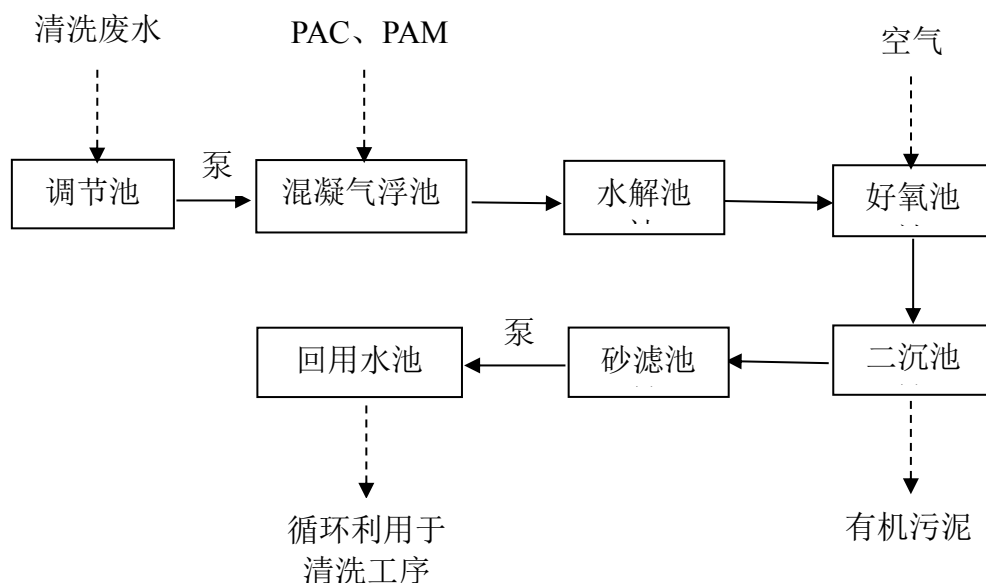 清洗废水
PAC、PAM
空气
泵
调节池
混凝气浮池
水解池
好氧池
泵
回用水池
砂滤池
二沉池
循环利用于
清洗工序
有机污泥